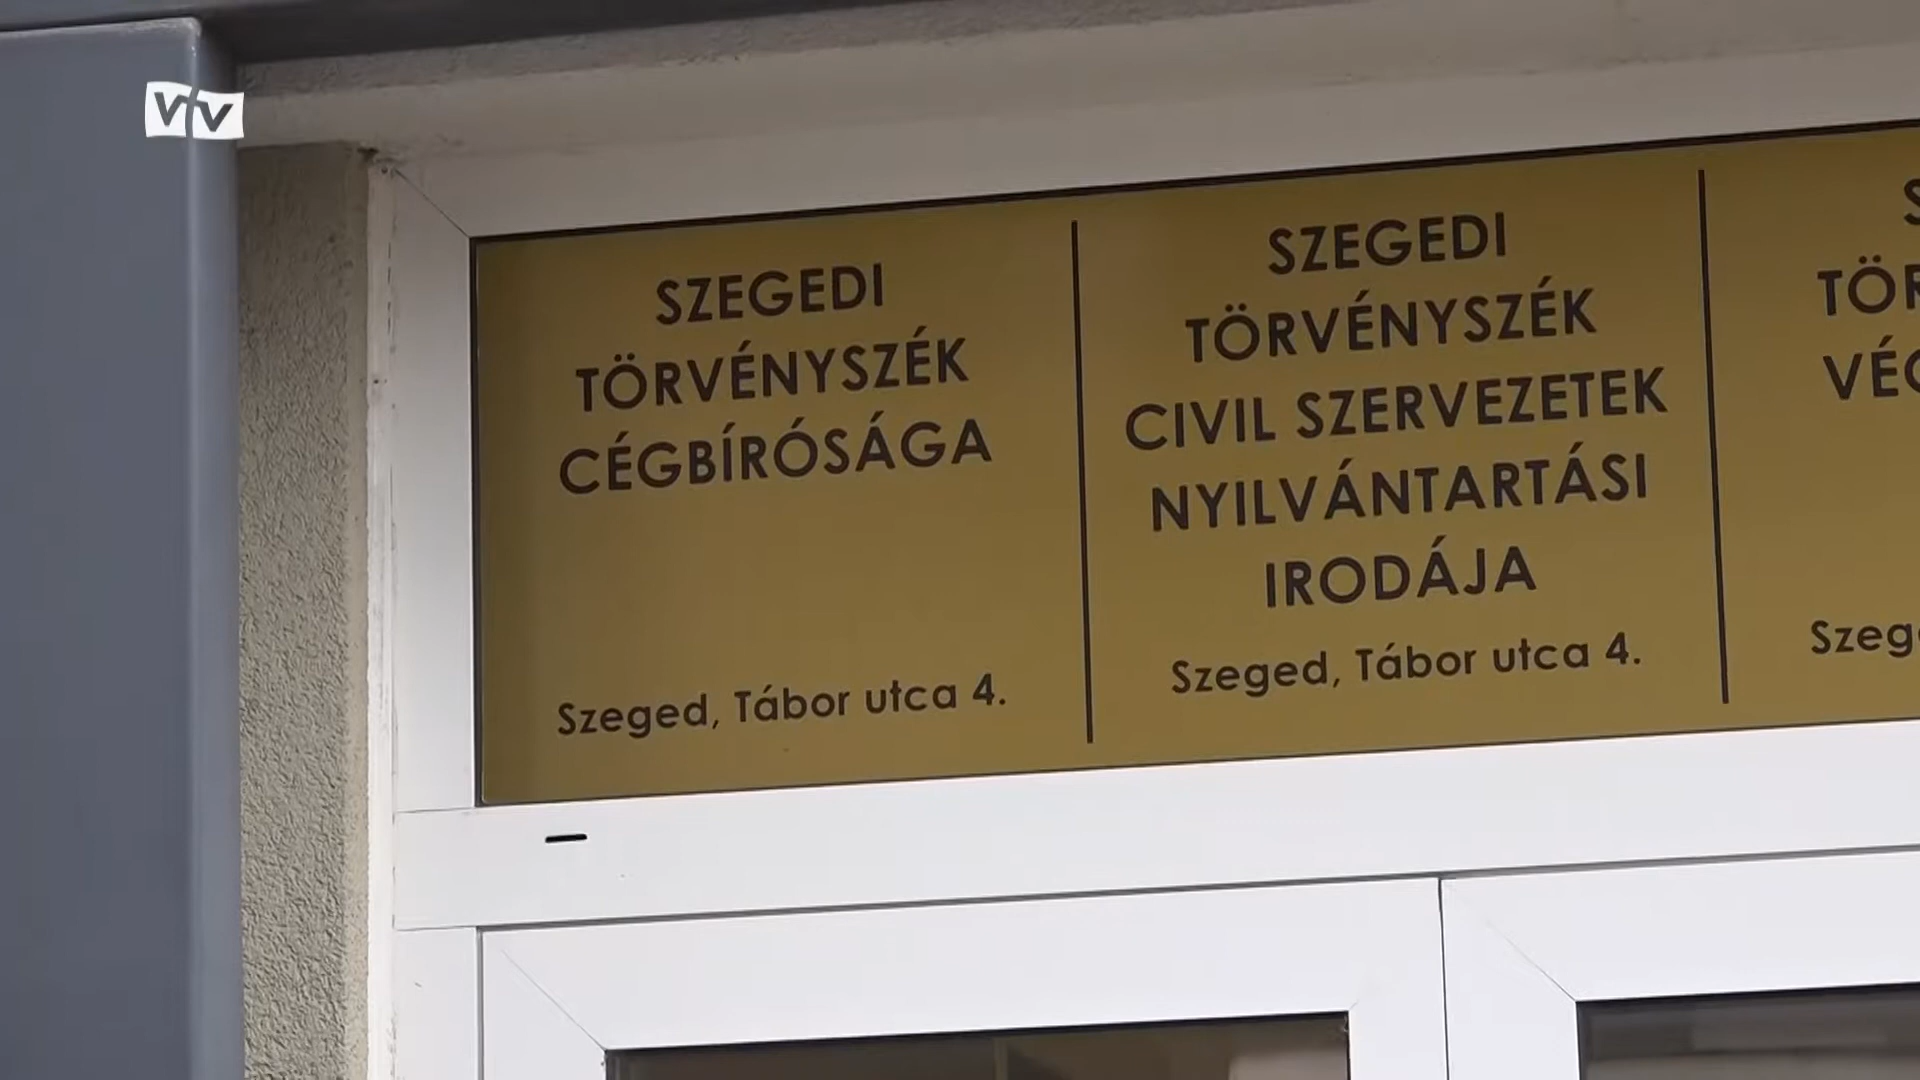 VTV
SZEGEDI
TÖRVÉNYSZÉK
CÉGBÍRÓSÁGA
Szeged, Tábor utca 4.
SZEGEDI
TÖRVÉNYSZÉK
CIVIL SZERVEZETEK
NYILVÁNTARTÁSI
IRODÁJA
Szeged, Tábor utca 4.